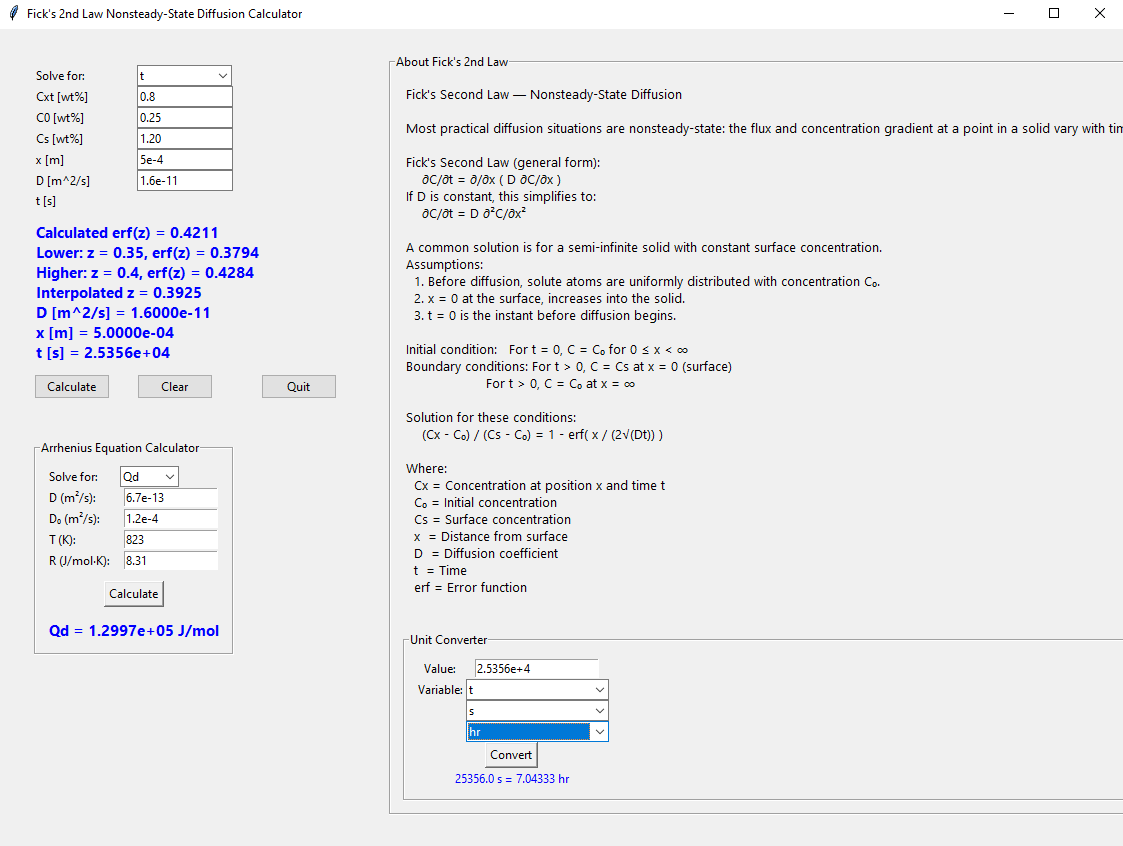 Fick's 2nd Law Nonsteady-State Diffusion Calculator
Solve for: t
Cxt [wt%] 0.8
C0 [wt%] 0.25
Cs [wt%] 1.20
x [m] 5e-4
D [m^2/s] 1.6e-11
t [s]
Calculated erf(z) = 0.4211
Lower: z = 0.35, erf(z) = 0.3794
Higher: z = 0.4, erf(z) = 0.4284
Interpolated z = 0.3925
D [m^2/s] = 1.6000e-11
x [m] = 5.0000e-04
t [s] = 2.5356e+04
Calculate Clear Quit
Arrhenius Equation Calculator
Solve for: Qd
D (m²/s): 6.7e-13
D₀ (m²/s): 1.2e-4
T (K): 823
R (J/mol·K): 8.31
Calculate
Qd = 1.2997e+05 J/mol
About Fick's 2nd Law
Fick's Second Law — Nonsteady-State Diffusion
Most practical diffusion situations are nonsteady-state: the flux and concentration gradient at a point in a solid vary with tim
Fick's Second Law (general form):
∂C/∂t = ∂/∂x ( D ∂C/∂x )
If D is constant, this simplifies to:
∂C/∂t = D ∂²C/∂x²
A common solution is for a semi-infinite solid with constant surface concentration.
Assumptions:
1. Before diffusion, solute atoms are uniformly distributed with concentration C₀.
2. x = 0 at the surface, increases into the solid.
3. t = 0 is the instant before diffusion begins.
Initial condition: For t = 0, C = C₀ for 0 ≤ x < ∞
Boundary conditions: For t > 0, C = Cs at x = 0 (surface)
For t > 0, C = C₀ at x = ∞
Solution for these conditions:
(Cx - C₀) / (Cs - C₀) = 1 - erf( x / (2√(Dt)) )
Where:
Cx = Concentration at position x and time t
C₀ = Initial concentration
Cs = Surface concentration
x = Distance from surface
D = Diffusion coefficient
t = Time
erf = Error function
Unit Converter
Value: 2.5356e+4
Variable: t
s
hr
Convert
25356.0 s = 7.04333 hr